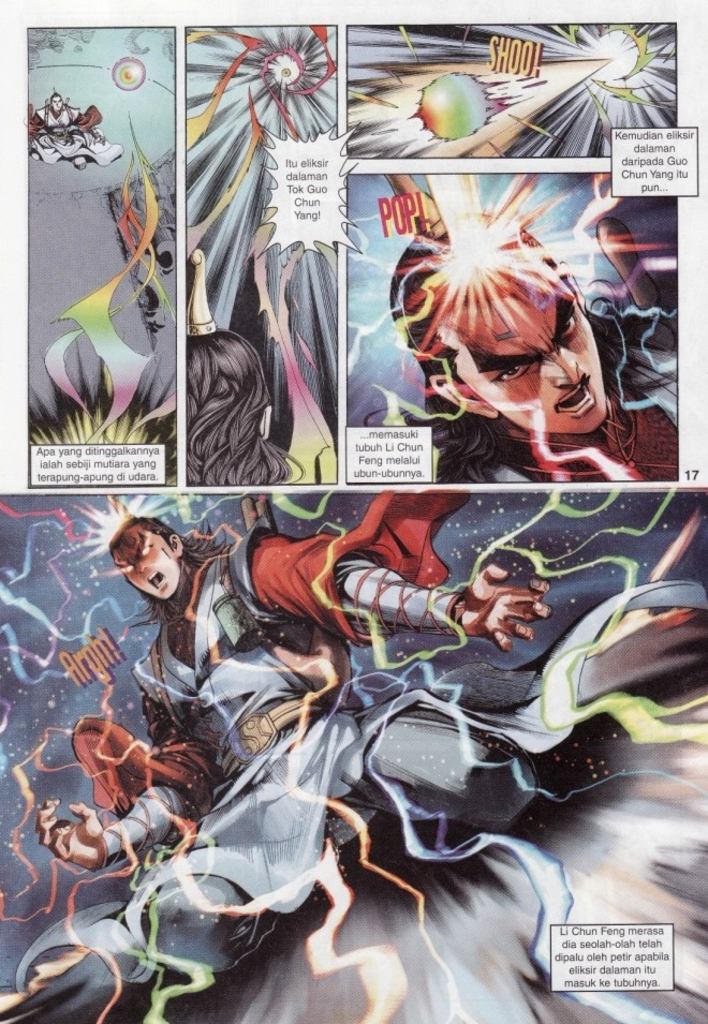 Apa yang ditinggalkannya
ialah sebiji mutiara yang
terapung-apung di udara.
Itu eliksir
dalaman
Tok Guo
Chun
Yang!
SHOO!
Kemudian eliksir
dalaman
daripada Guo
Chun Yang itu
pun...
POP!
...memasuki
tubuh Li Chun
Feng melalui
ubun-ubunnya.
17
Argh!
Li Chun Feng merasa
dia seolah-olah telah
dipalu oleh petir apabila
eliksir dalaman itu
masuk ke tubuhnya.